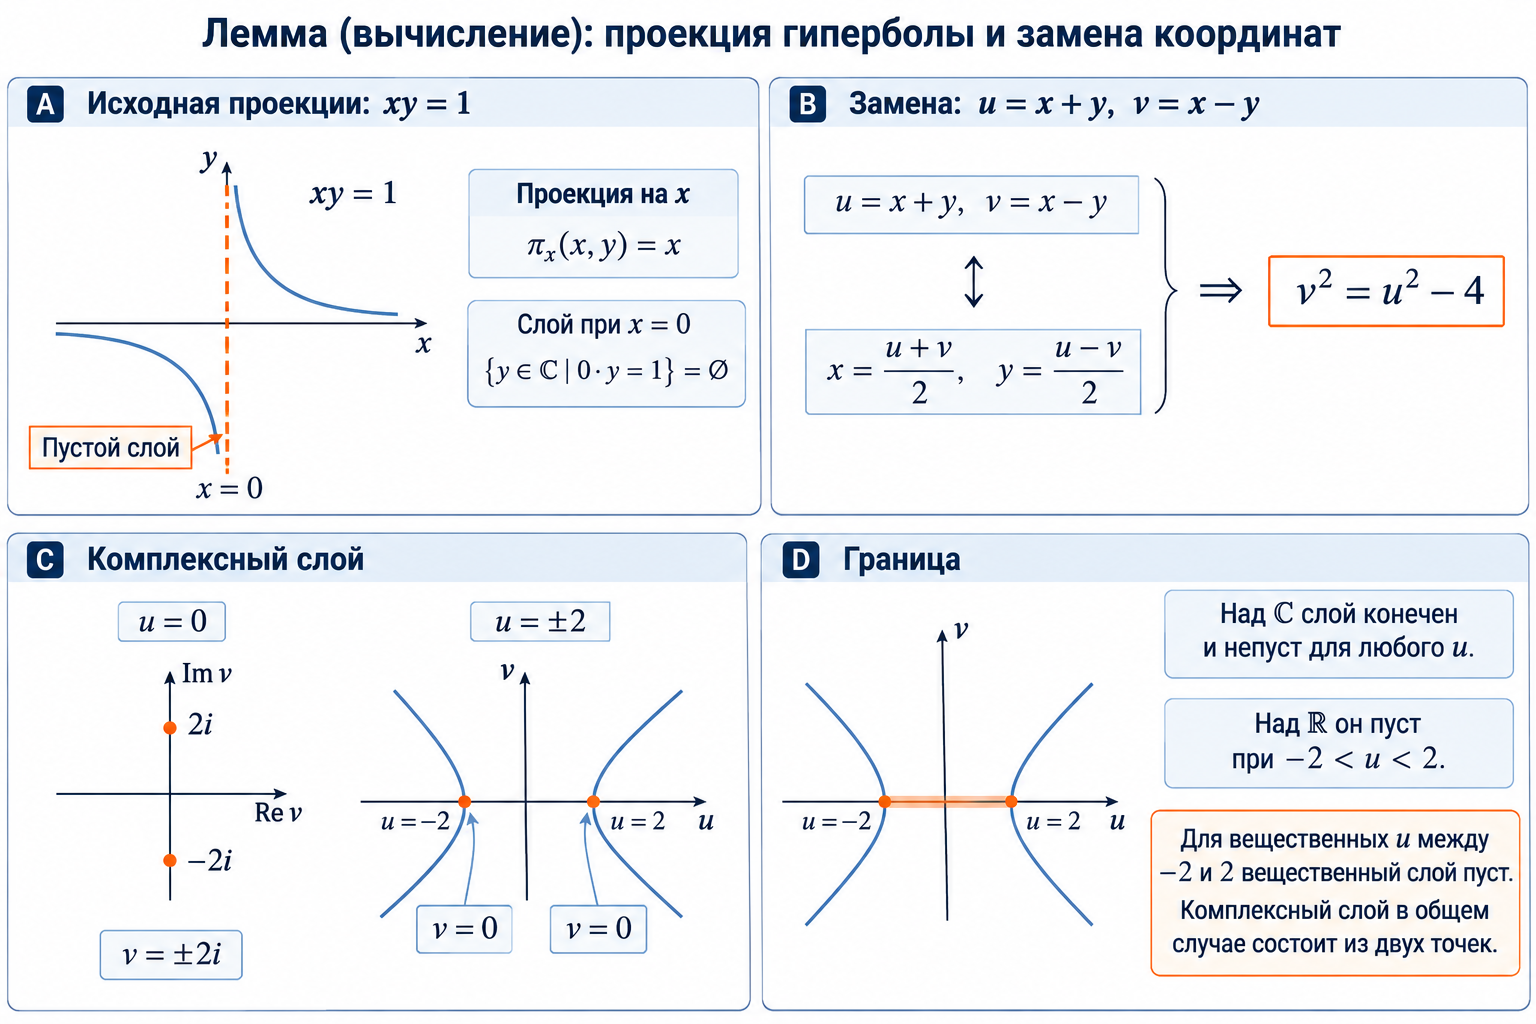 Лемма (вычисление): проекция гиперболы и замена координат
A Исходная проекции: xy = 1
y
xy = 1
x
Пустой слой
x = 0
Проекция на x
πₓ(x, y) = x
Слой при x = 0
{y ∈ ℂ | 0 · y = 1} = ∅
B Замена: u = x + y, v = x − y
u = x + y, v = x − y
↕
x = (u + v)/2, y = (u − v)/2
⇒ v² = u² − 4
C Комплексный слой
u = 0
Im v
2i
Re v
−2i
v = ±2i
u = ±2
v
u = −2
u = 2
u
v = 0
v = 0
D Граница
v
u = −2
u = 2
u
Над ℂ слой конечен
и непуст для любого u.
Над ℝ он пуст
при −2 < u < 2.
Для вещественных u между
−2 и 2 вещественный слой пуст.
Комплексный слой в общем
случае состоит из двух точек.